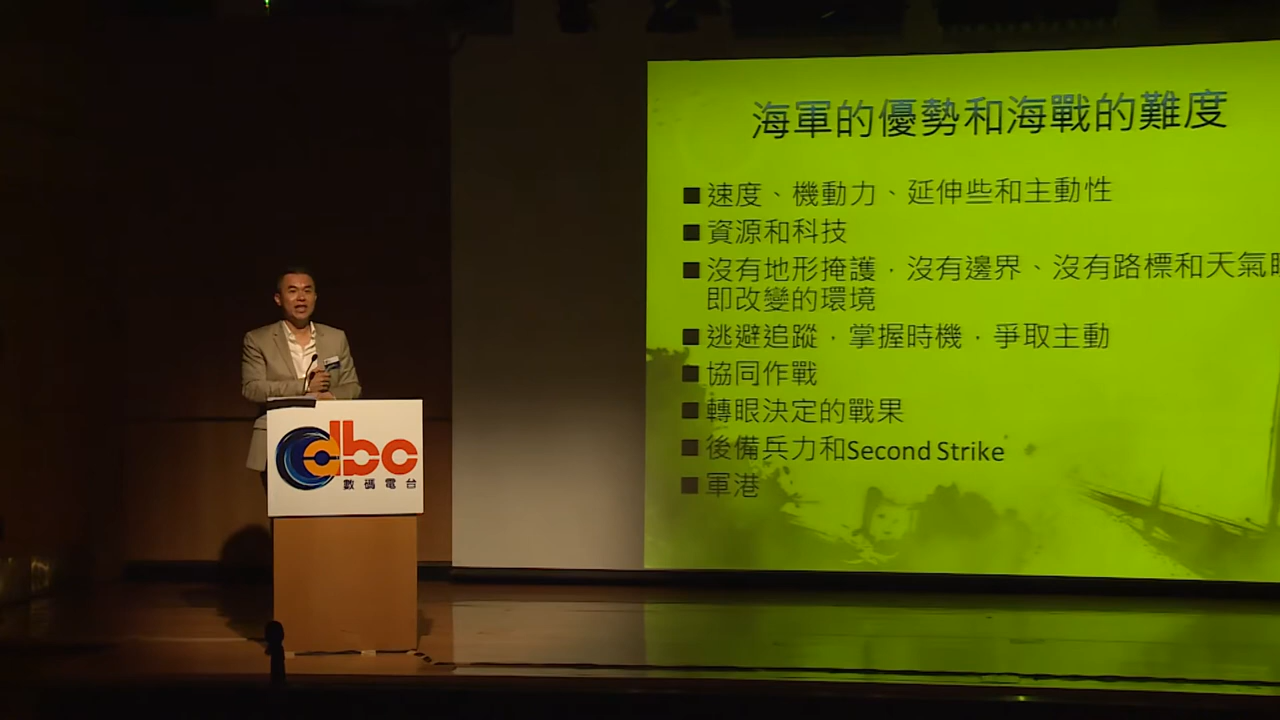 海軍的優勢和海戰的難度
■速度、機動力、延伸些和主動性
■資源和科技
■沒有地形掩護，沒有邊界、沒有路標和天氣
即改變的環境
■逃避追蹤，掌握時機，爭取主動
■協同作戰
■轉眼決定的戰果
■後備兵力和Second Strike
■軍港
dbc
數碼電台